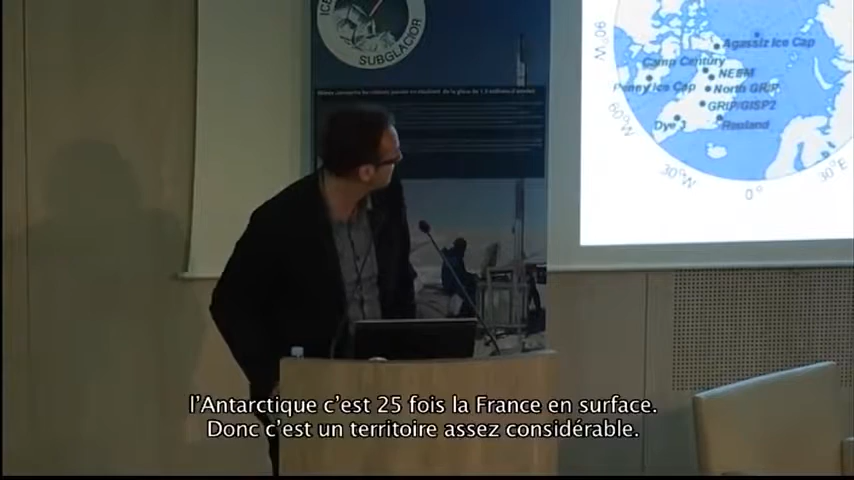 ICE
SUBGLACIOR
Agassiz Ice Cap
Camp Century
NEEM
Penny Ice Cap
North GRIP
GRIP/GISP2
Dye 3
Renland
90°W
60°W
30°W
0°
30°E
l'Antarctique c'est 25 fois la France en surface.
Donc c'est un territoire assez considérable.